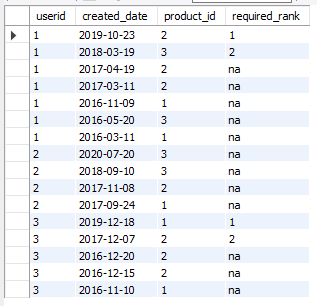 userid created_date product_id required_rank
1 2019-10-23 2 1
1 2018-03-19 3 2
1 2017-04-19 2 na
1 2017-03-11 2 na
1 2016-11-09 1 na
1 2016-05-20 3 na
1 2016-03-11 1 na
2 2020-07-20 3 na
2 2018-09-10 3 na
2 2017-11-08 2 na
2 2017-09-24 1 na
3 2019-12-18 1 1
3 2017-12-07 2 2
3 2016-12-20 2 na
3 2016-12-15 2 na
3 2016-11-10 1 na